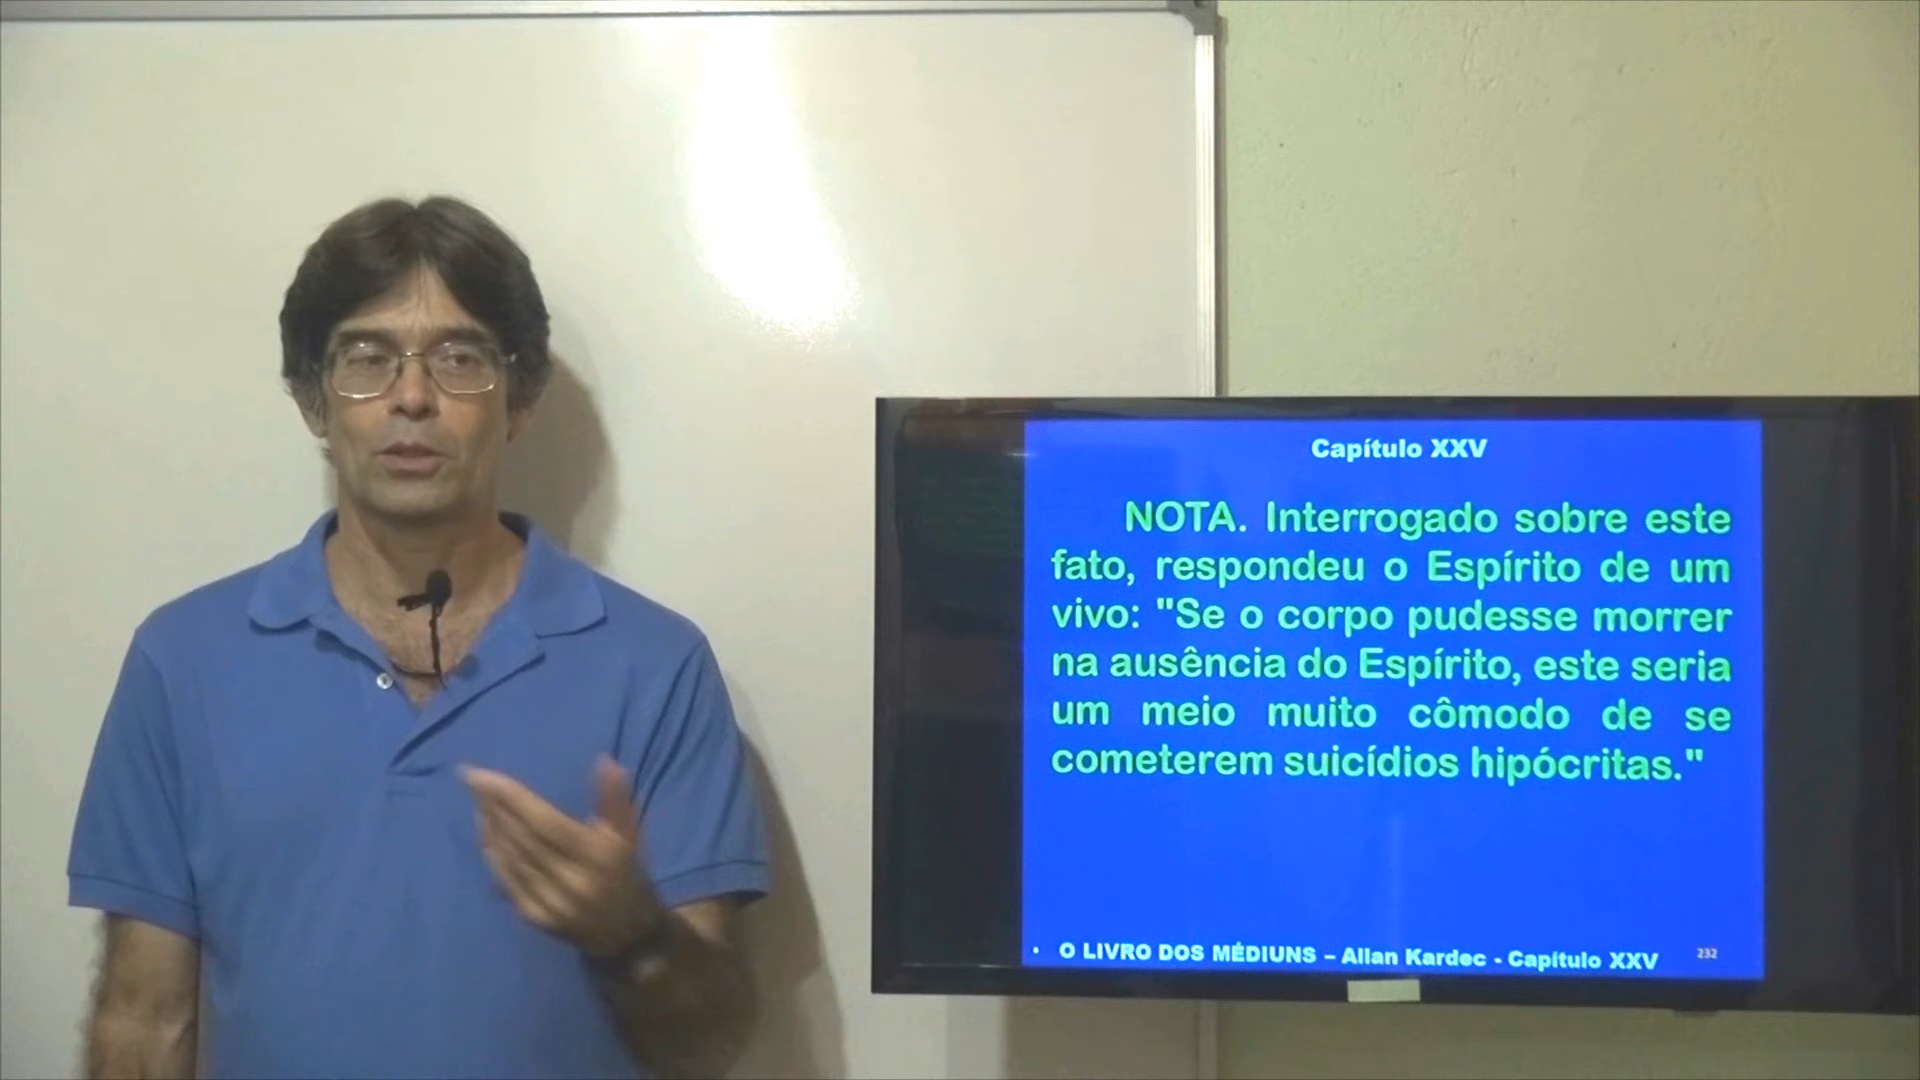 Capítulo XXV
NOTA. Interrogado sobre este
fato, respondeu o Espírito de um
vivo: "Se o corpo pudesse morrer
na ausência do Espírito, este seria
um meio muito cômodo de se
cometerem suicídios hipócritas."
• O LIVRO DOS MÉDIUNS – Allan Kardec - Capítulo XXV
232